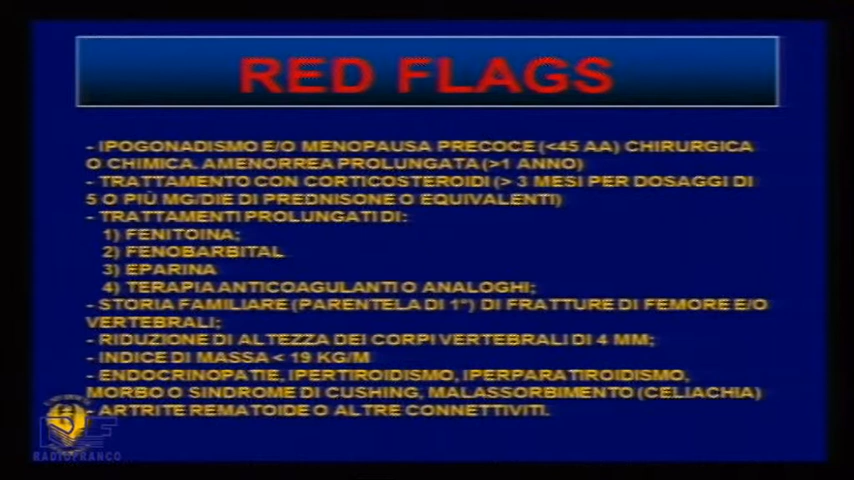 RED FLAGS
- IPOGONADISMO E/O MENOPAUSA PRECOCE (<45 AA) CHIRURGICA
O CHIMICA. AMENORREA PROLUNGATA (>1 ANNO)
- TRATTAMENTO CON CORTICOSTEROIDI (> 3 MESI PER DOSAGGI DI
5 O PIÙ MG/DIE DI PREDNISONE O EQUIVALENTI)
- TRATTAMENTI PROLUNGATI DI:
1) FENITOINA;
2) FENOBARBITAL
3) EPARINA
4) TERAPIA ANTICOAGULANTI O ANALOGHI;
- STORIA FAMILIARE (PARENTELA DI 1°) DI FRATTURE DI FEMORE E/O
VERTEBRALI;
- RIDUZIONE DI ALTEZZA DEI CORPI VERTEBRALI DI 4 MM;
- INDICE DI MASSA < 19 KG/M
- ENDOCRINOPATIE, IPERTIROIDISMO, IPERPARATIROIDISMO,
MORBO O SINDROME DI CUSHING, MALASSORBIMENTO (CELIACHIA)
- ARTRITE REMATOIDE O ALTRE CONNETTIVITI.
RADIOFRANCO